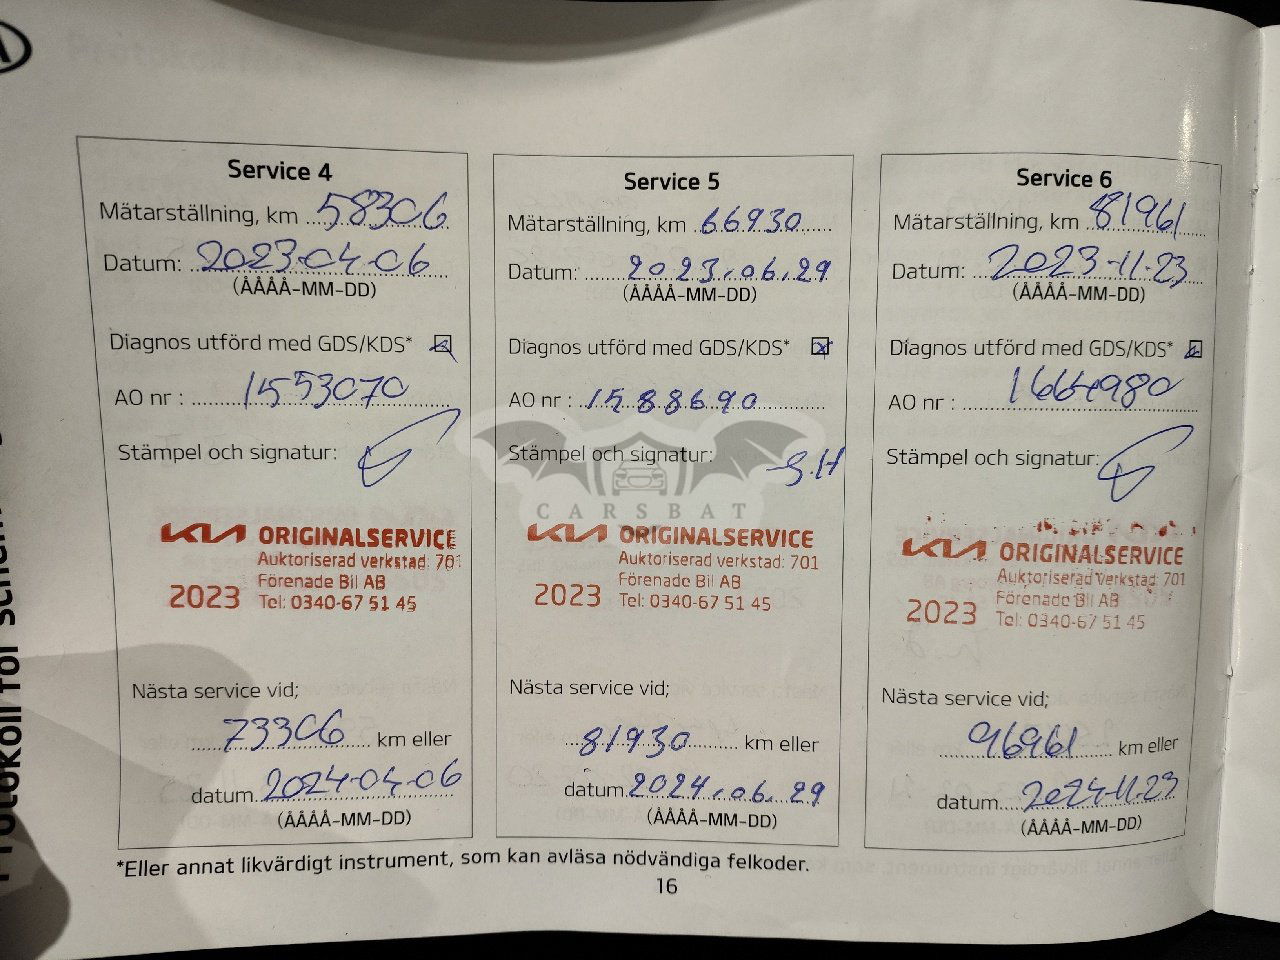 Service 4
Mätarställning, km 58306
Datum: 2023-04-06
(ÅÅÅÅ-MM-DD)
Diagnos utförd med GDS/KDS*
AO nr : 1553070
Stämpel och signatur:
KIA ORIGINALSERVICE
Auktoriserad verkstad: 701
Förenade Bil AB
2023 Tel: 0340-67 51 45
Nästa service vid;
73306 km eller
datum. 2024-04-06
(ÅÅÅÅ-MM-DD)
Service 5
Mätarställning, km 66930
Datum: 2023.06.29
(ÅÅÅÅ-MM-DD)
Diagnos utförd med GDS/KDS*
AO nr : 1588690
Stämpel och signatur:
S.H
KIA ORIGINALSERVICE
Auktoriserad verkstad: 701
Förenade Bil AB
2023 Tel: 0340-67 51 45
Nästa service vid;
81930 km eller
datum. 2024.06.29
(ÅÅÅÅ-MM-DD)
Service 6
Mätarställning, km 81961
Datum: 2023-11-23
(ÅÅÅÅ-MM-DD)
Diagnos utförd med GDS/KDS*
AO nr : 1664980
Stämpel och signatur:
KIA ORIGINALSERVICE
Auktoriserad verkstad: 701
Förenade Bil AB
2023 Tel: 0340-67 51 45
Nästa service vid;
96961 km eller
datum. 2024-11-23
(ÅÅÅÅ-MM-DD)
*Eller annat likvärdigt instrument, som kan avläsa nödvändiga felkoder.
16
CARSBAT